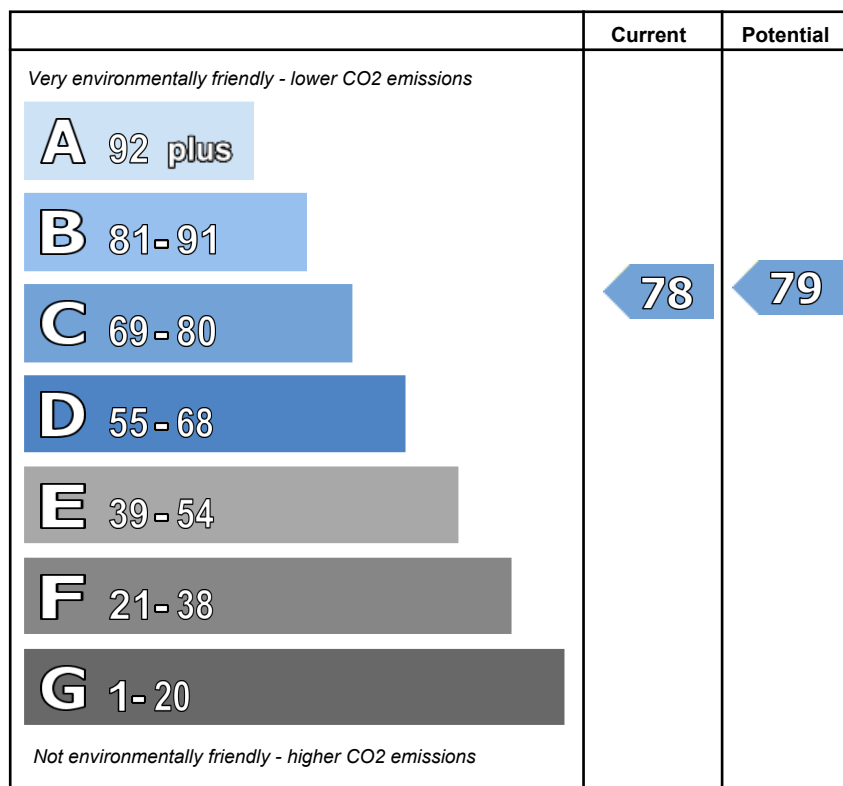 Current Potential
Very environmentally friendly - lower CO2 emissions
A 92 plus
B 81-91
C 69-80
78 79
D 55-68
E 39-54
F 21-38
G 1-20
Not environmentally friendly - higher CO2 emissions